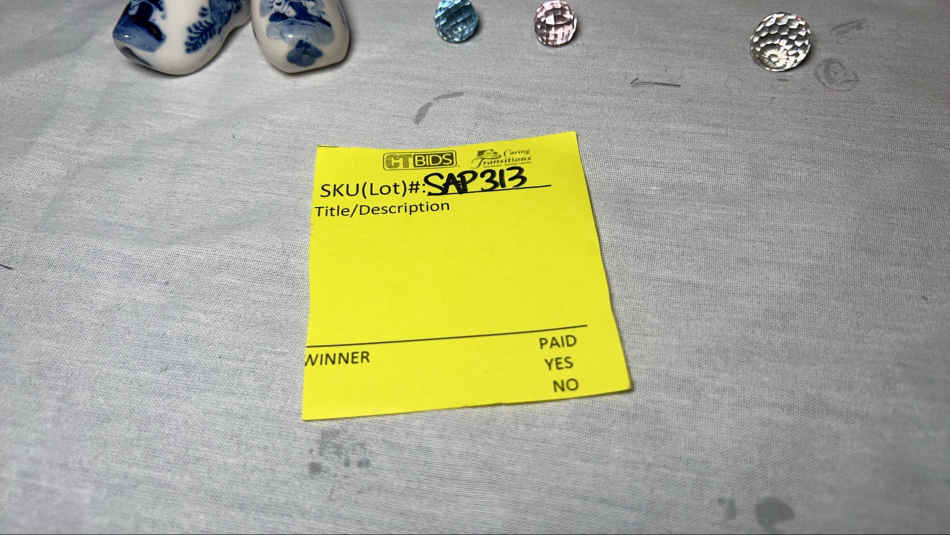 CTBIDS Caring Transitions
SKU(Lot)#: SAP313
Title/Description
WINNER PAID
YES
NO